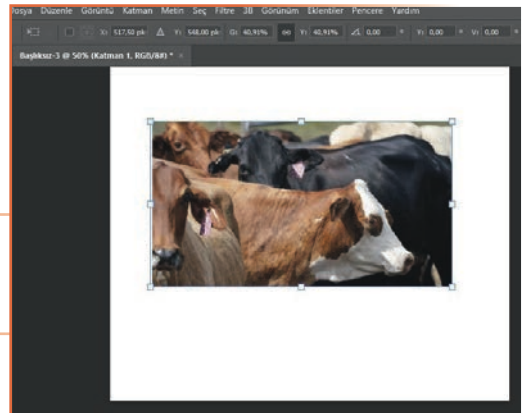 Dosya Düzenle Görüntü Katman Metin Seç Filtre 3B Görünüm Eklentiler Pencere Yardım
X: 517,50 pk Y: 548,00 pk G: 40,91% Y: 40,91% 0,00 ° Y: 0,00 ° V: 0,00 °
Başlıksız-3 @ 50% (Katman 1, RGB/8#) * ×